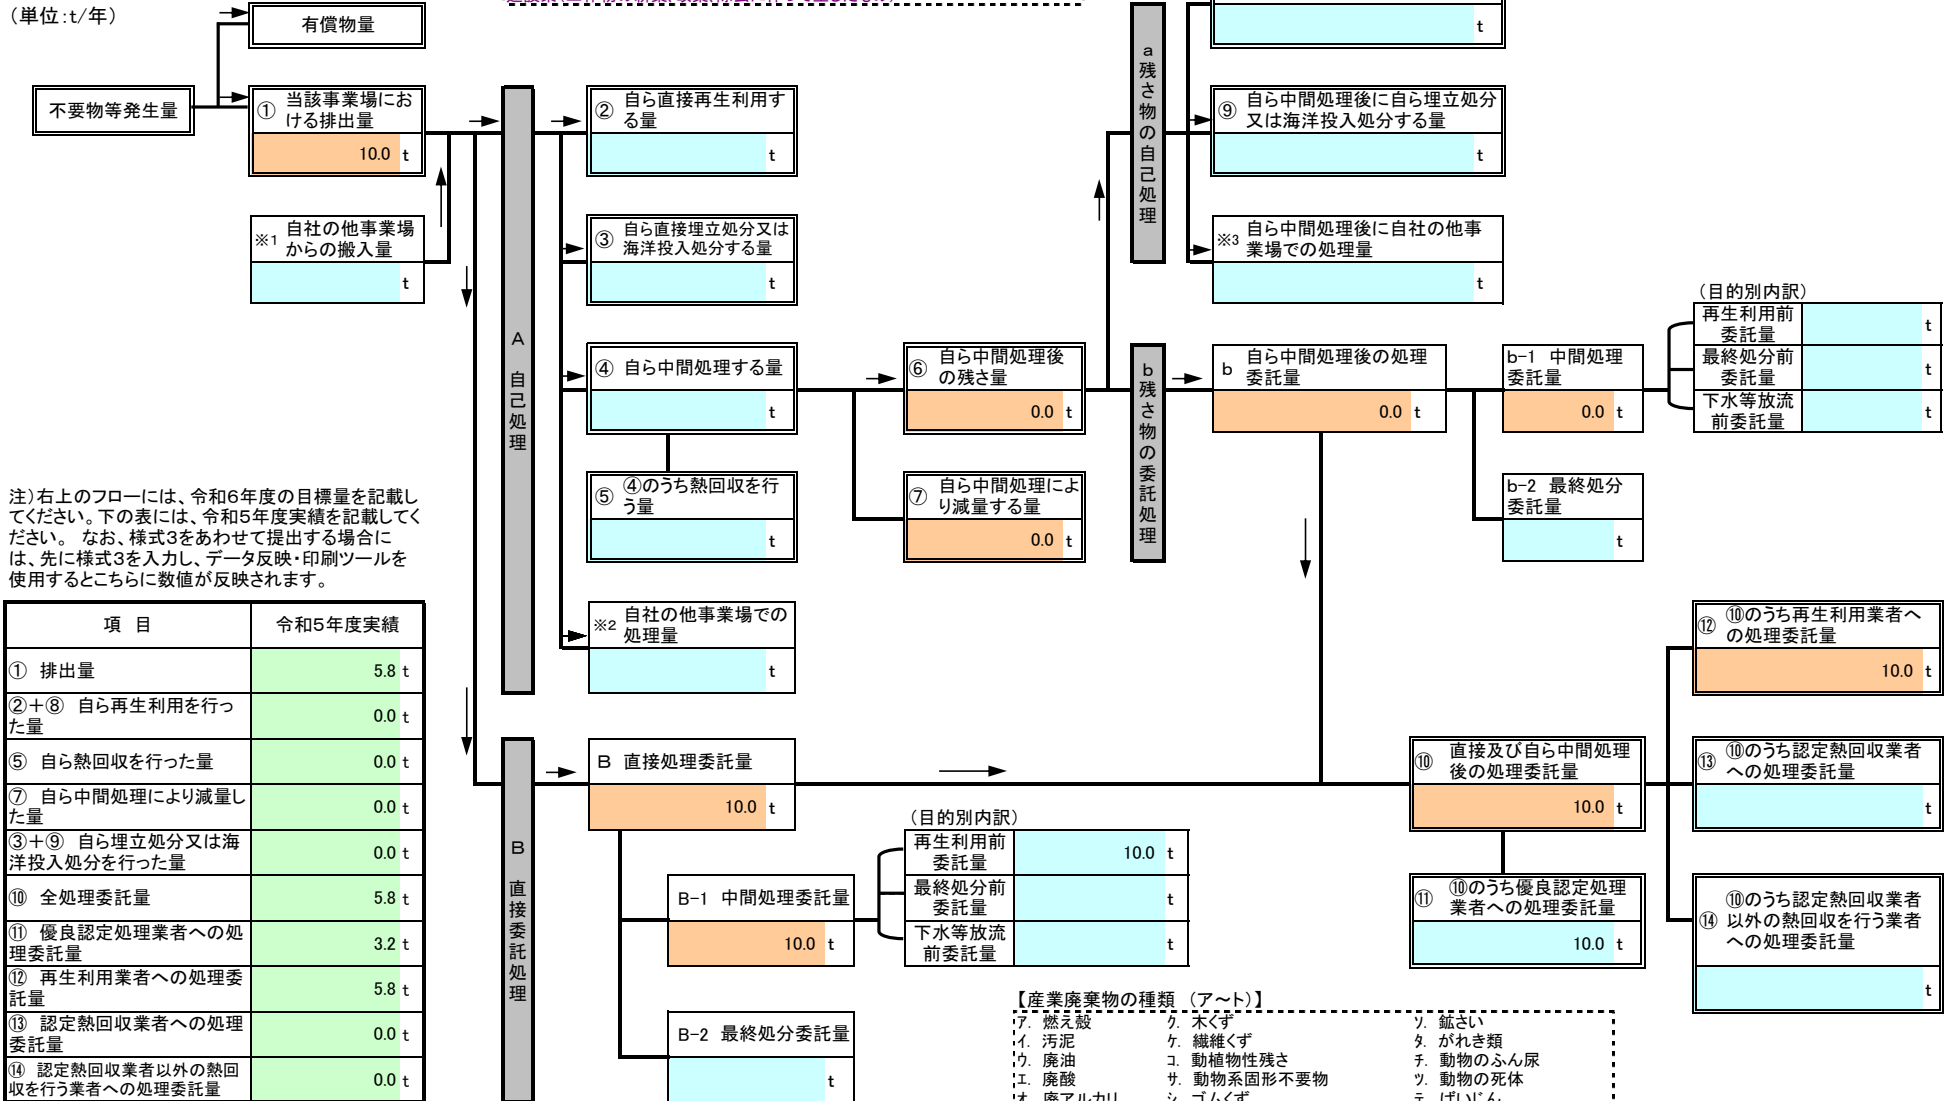 （単位:t/年）
有償物量
不要物等発生量
① 当該事業場にお
ける排出量
10.0 t
※1 自社の他事業場
からの搬入量
t
A 自己処理
② 自ら直接再生利用す
る量
t
③ 自ら直接埋立処分又は
海洋投入処分する量
t
④ 自ら中間処理する量
t
⑤ ④のうち熱回収を行
う量
t
※2 自社の他事業場での
処理量
t
⑥ 自ら中間処理後
の残さ量
0.0 t
⑦ 自ら中間処理によ
り減量する量
0.0 t
a 残さ物の自己処理
t
⑨ 自ら中間処理後に自ら埋立処分
又は海洋投入処分する量
t
※3 自ら中間処理後に自社の他事
業場での処理量
t
b 残さ物の委託処理
b 自ら中間処理後の処理
委託量
0.0 t
b-1 中間処理
委託量
0.0 t
（目的別内訳）
再生利用前
委託量
t
最終処分前
委託量
t
下水等放流
前委託量
t
b-2 最終処分
委託量
t
注）右上のフローには、令和６年度の目標量を記載し
てください。下の表には、令和５年度実績を記載してく
ださい。 なお、様式３をあわせて提出する場合に
は、先に様式３を入力し、データ反映・印刷ツールを
使用するとこちらに数値が反映されます。
項 目 令和５年度実績
① 排出量 5.8 t
②＋⑧ 自ら再生利用を行っ
た量 0.0 t
⑤ 自ら熱回収を行った量 0.0 t
⑦ 自ら中間処理により減量し
た量 0.0 t
③＋⑨ 自ら埋立処分又は海
洋投入処分を行った量 0.0 t
⑩ 全処理委託量 5.8 t
⑪ 優良認定処理業者への処
理委託量 3.2 t
⑫ 再生利用業者への処理委
託量 5.8 t
⑬ 認定熱回収業者への処理
委託量 0.0 t
⑭ 認定熱回収業者以外の熱回
収を行う業者への処理委託量 0.0 t
B 直接委託処理
B 直接処理委託量
10.0 t
B-1 中間処理委託量
10.0 t
（目的別内訳）
再生利用前
委託量
10.0 t
最終処分前
委託量
t
下水等放流
前委託量
t
B-2 最終処分委託量
t
⑩ 直接及び自ら中間処理
後の処理委託量
10.0 t
⑪ ⑩のうち優良認定処理
業者への処理委託量
10.0 t
⑫ ⑩のうち再生利用業者へ
の処理委託量
10.0 t
⑬ ⑩のうち認定熱回収業者
への処理委託量
t
⑭ ⑩のうち認定熱回収業者
以外の熱回収を行う業者
への処理委託量
t
【産業廃棄物の種類 （ア～ト）】
ア. 燃え殻 ク. 木くず ソ. 鉱さい
イ. 汚泥 ケ. 繊維くず タ. がれき類
ウ. 廃油 コ. 動植物性残さ チ. 動物のふん尿
エ. 廃酸 サ. 動物系固形不要物 ツ. 動物の死体
オ. 廃アルカリ シ. ゴムくず テ. ばいじん